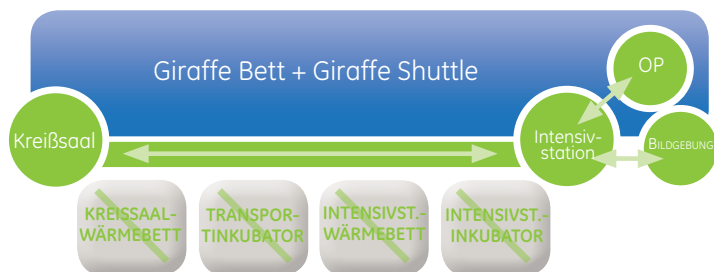 Giraffe Bett + Giraffe Shuttle
OP
Kreißsaal
Intensiv-
station
BILDGEBUNG
KREISSAAL-
WÄRMEBETT
TRANSPOR-
TINKUBATOR
INTENSIVST.-
WÄRMEBETT
INTENSIVST.-
INKUBATOR